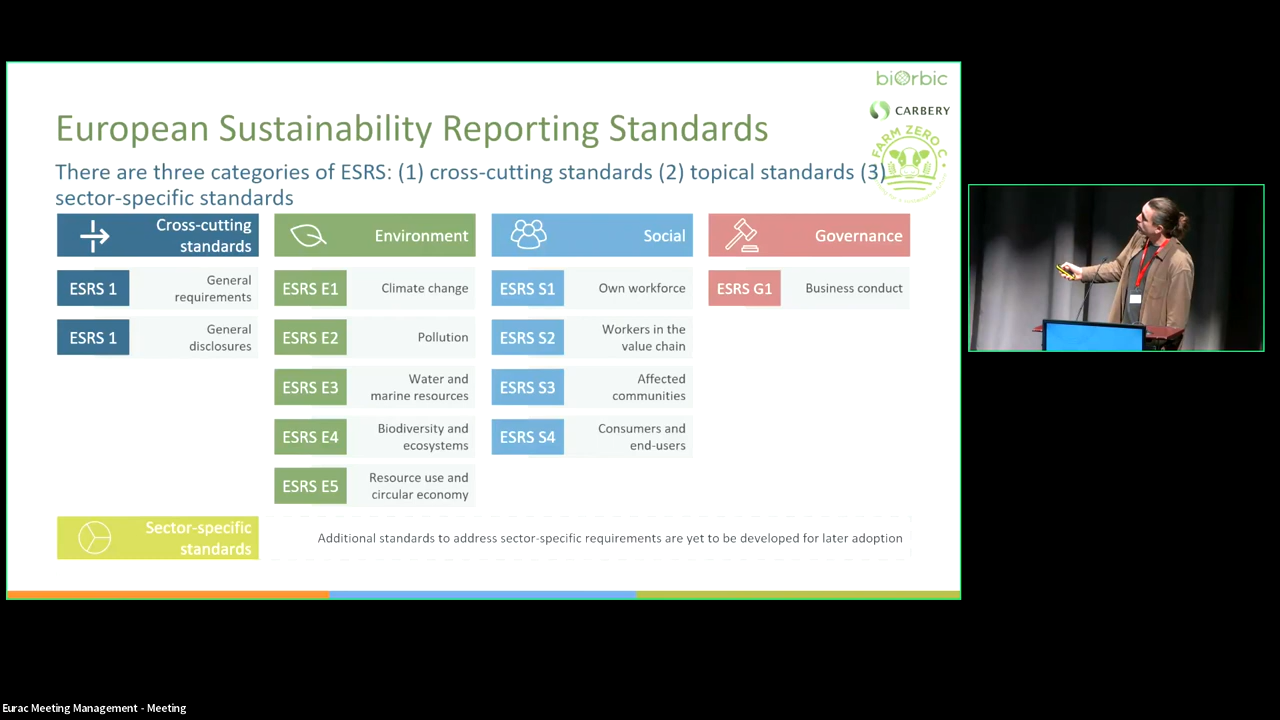 biOrbic
CARBERY
FARM ZERO C
European Sustainability Reporting Standards
There are three categories of ESRS: (1) cross-cutting standards (2) topical standards (3)
sector-specific standards
Cross-cutting
standards
ESRS 1
General
requirements
ESRS 1
General
disclosures
Environment
ESRS E1
Climate change
ESRS E2
Pollution
ESRS E3
Water and
marine resources
ESRS E4
Biodiversity and
ecosystems
ESRS E5
Resource use and
circular economy
Social
ESRS S1
Own workforce
ESRS S2
Workers in the
value chain
ESRS S3
Affected
communities
ESRS S4
Consumers and
end-users
Governance
ESRS G1
Business conduct
Sector-specific
standards
Additional standards to address sector-specific requirements are yet to be developed for later adoption
Eurac Meeting Management - Meeting